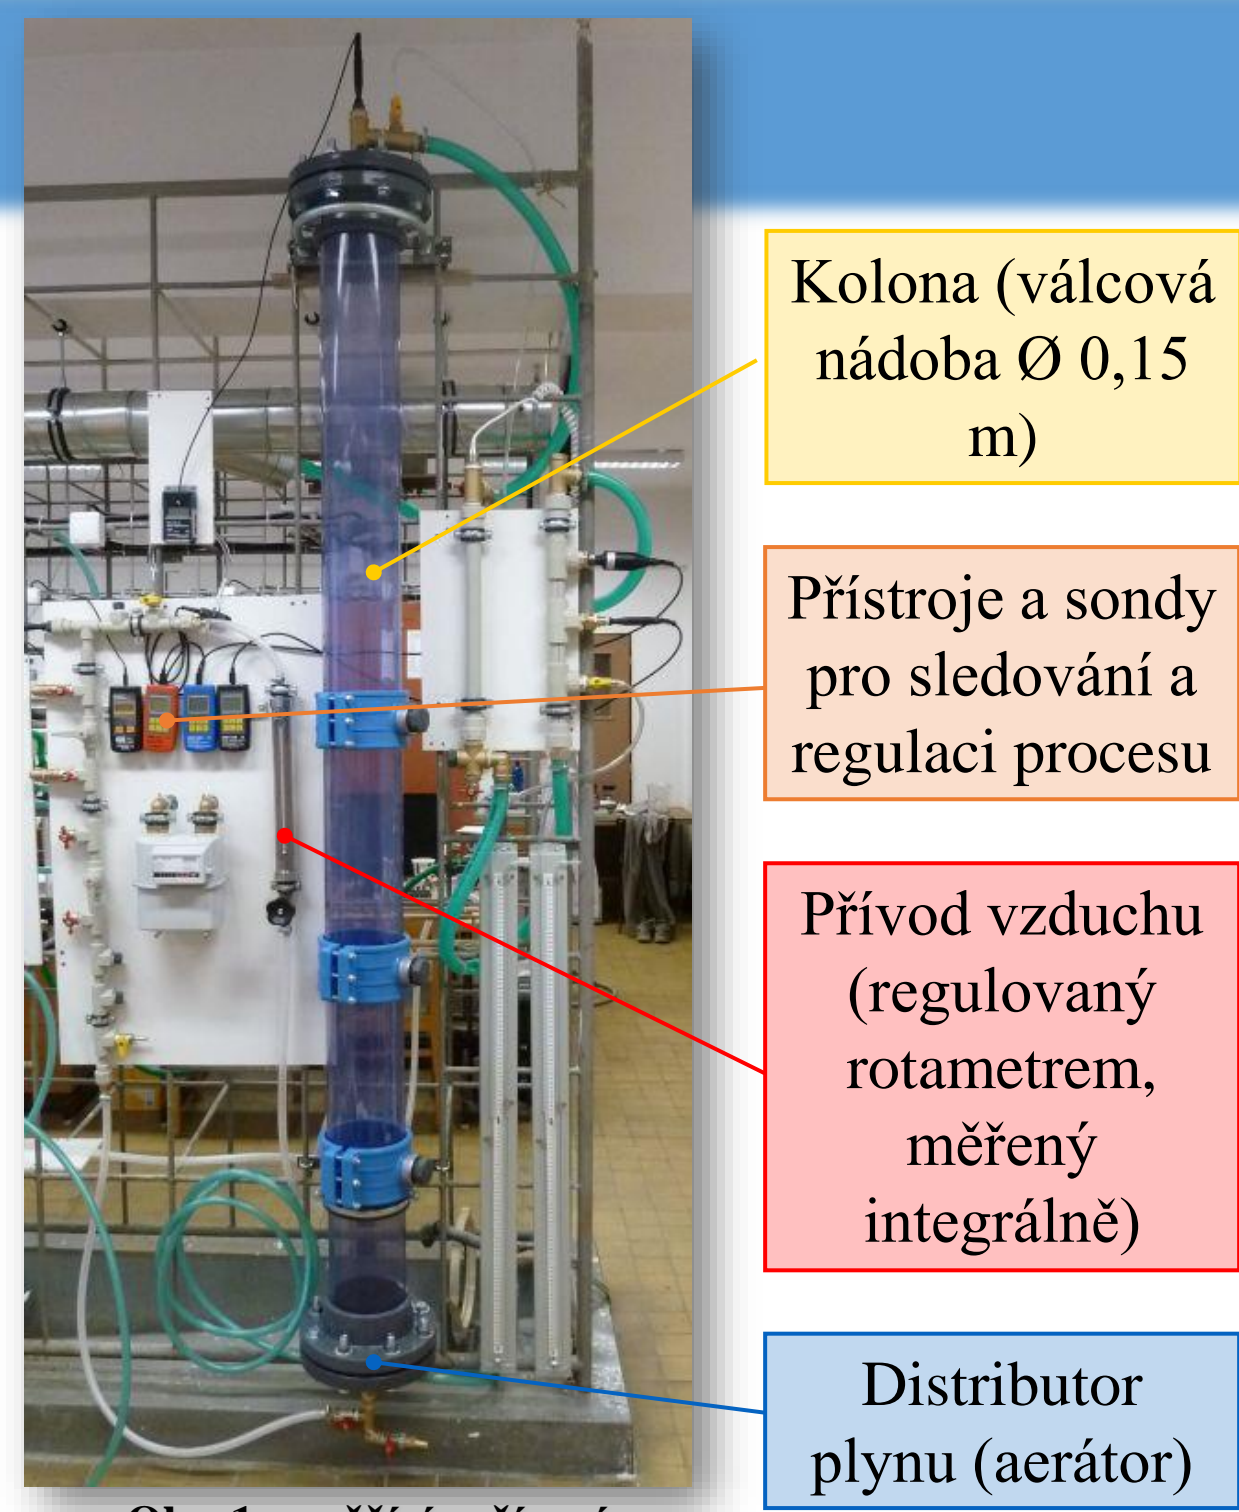 Kolona (válcová
nádoba Ø 0,15
m)
Přístroje a sondy
pro sledování a
regulaci procesu
Přívod vzduchu
(regulovaný
rotametrem,
měřený
integrálně)
Distributor
plynu (aerátor)